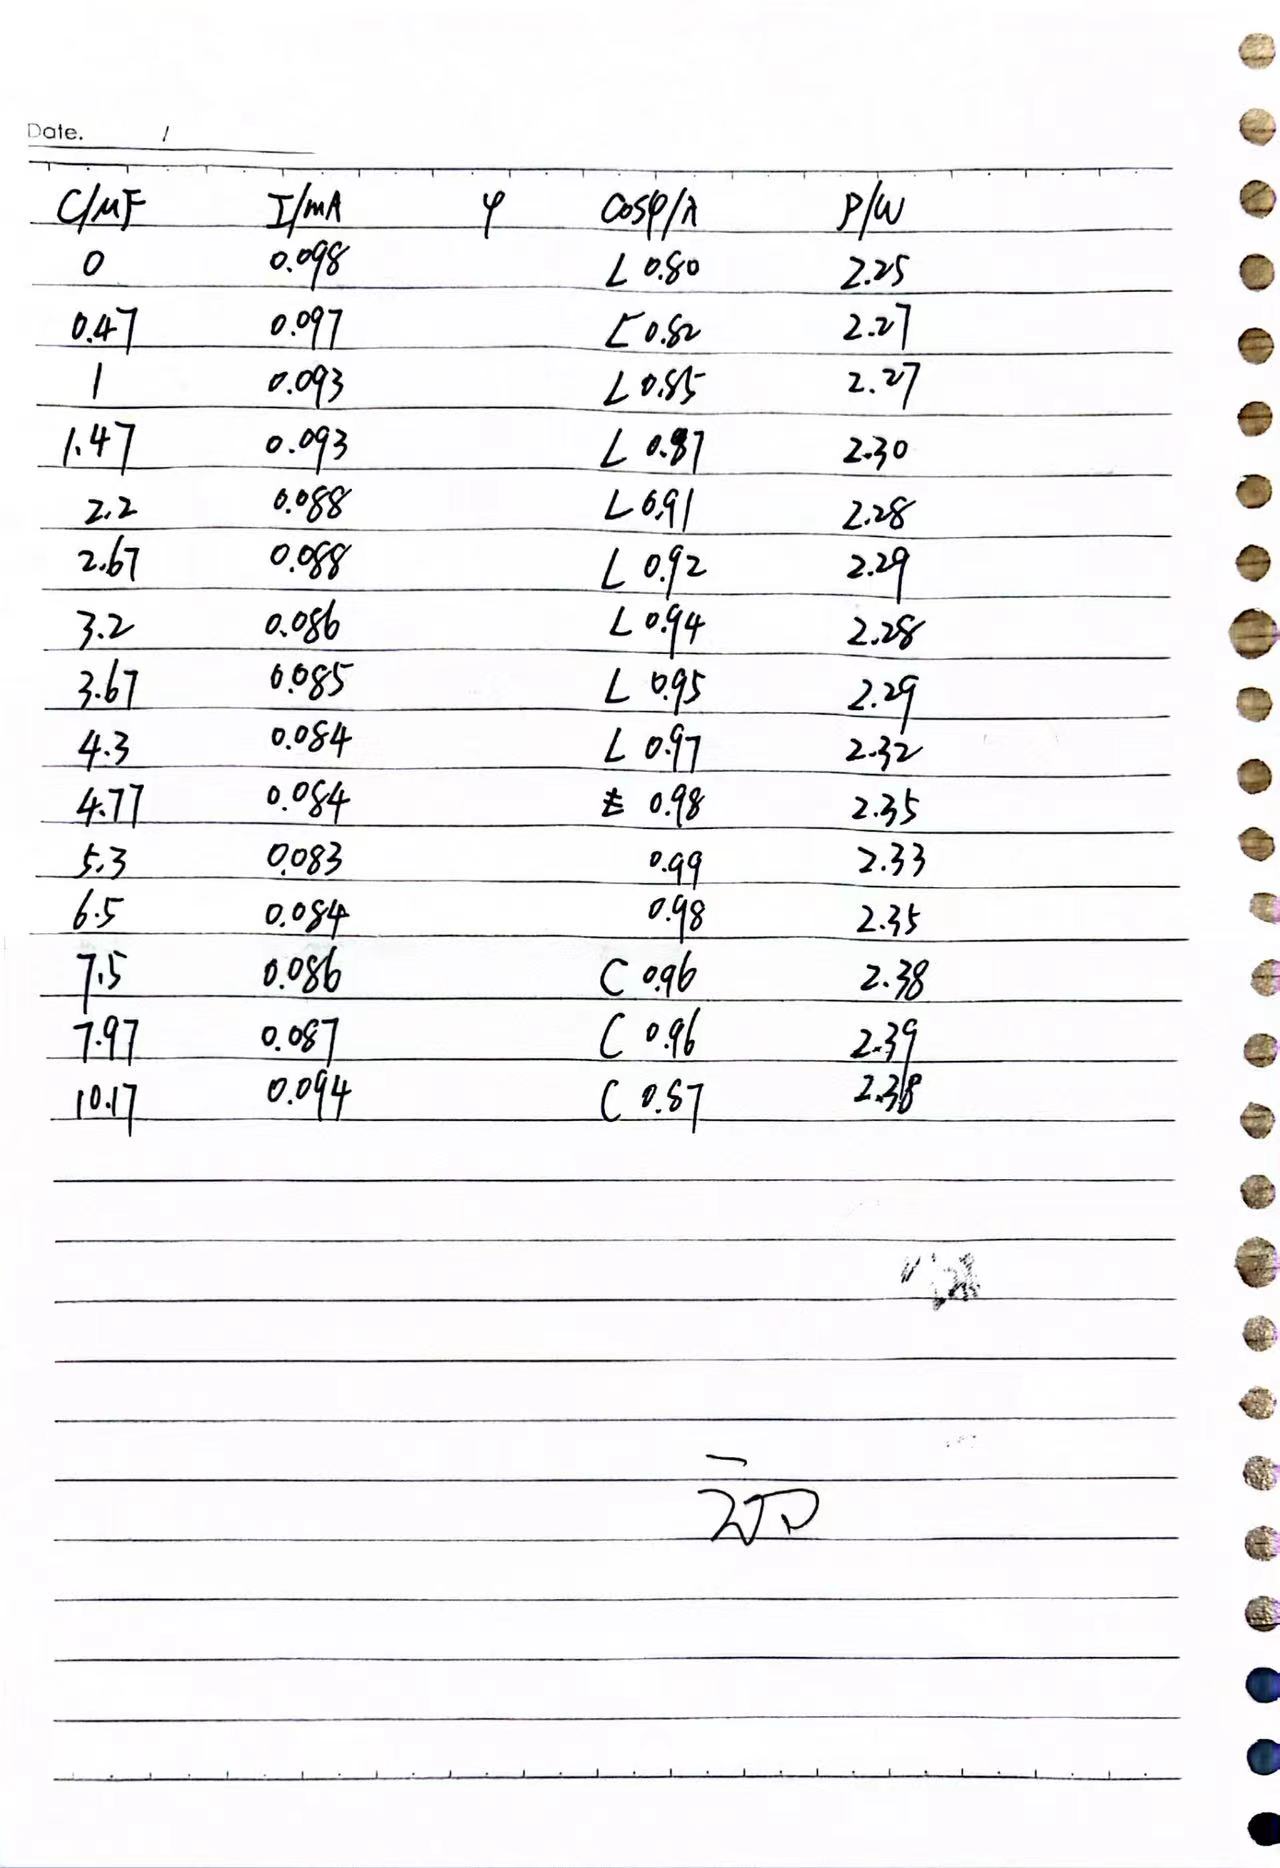 Date. /
C/μF I/mA φ cosφ/λ P/W
0 0.098 L 0.80 2.25
0.47 0.097 L 0.82 2.27
1 0.093 L 0.85 2.27
1.47 0.093 L 0.87 2.30
2.2 0.088 L 0.91 2.28
2.67 0.088 L 0.92 2.29
3.2 0.086 L 0.94 2.28
3.67 0.085 L 0.95 2.29
4.3 0.084 L 0.97 2.32
4.77 0.084 0.98 2.35
5.3 0.083 0.99 2.33
6.5 0.084 0.98 2.35
7.5 0.086 C 0.96 2.38
7.97 0.087 C 0.96 2.39
10.17 0.094 C 0.87 2.38